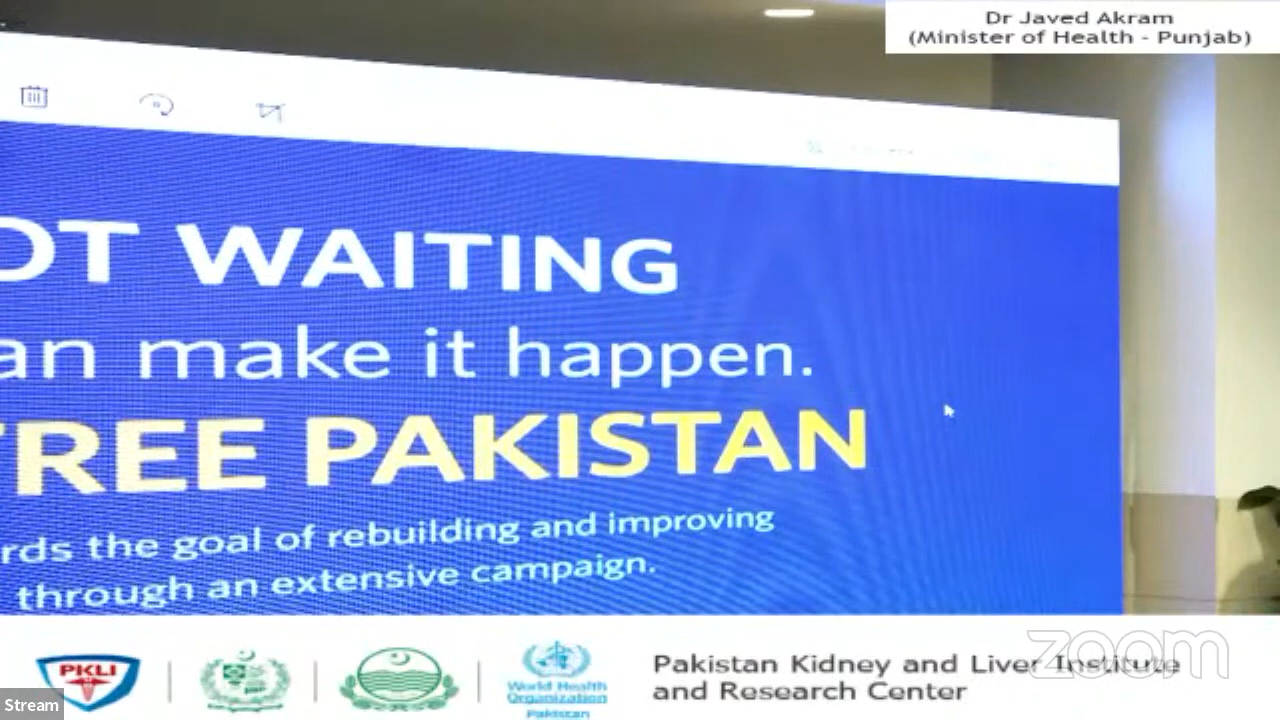 Dr Javed Akram
(Minister of Health - Punjab)
OT WAITING
an make it happen.
FREE PAKISTAN
rds the goal of rebuilding and improving
through an extensive campaign.
PKLI
World Health
Organization
Pakistan
Pakistan Kidney and Liver Institute
and Research Center
zoom
Stream